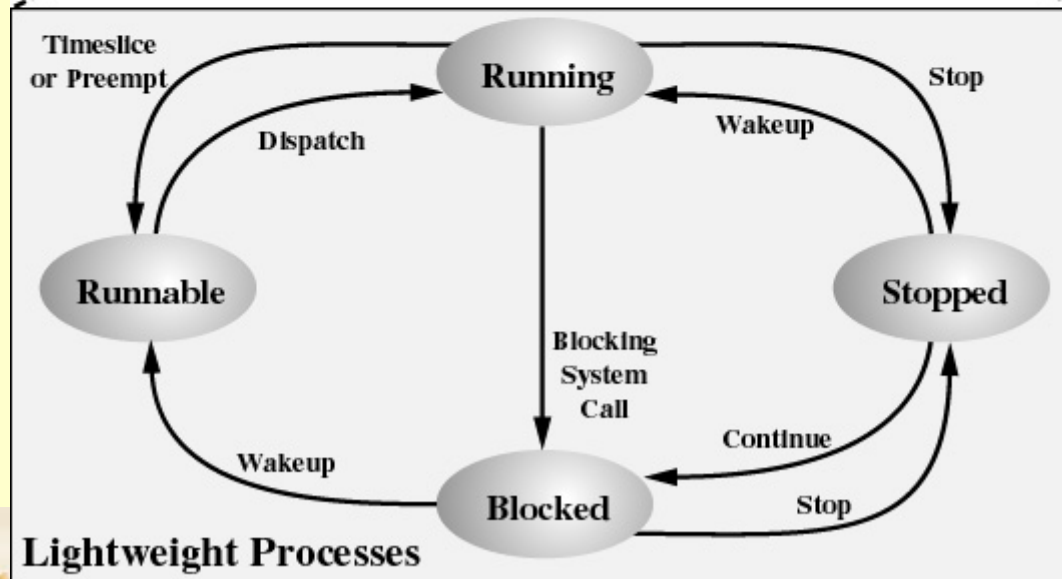 Timeslice
or Preempt
Running
Stop
Wakeup
Dispatch
Runnable
Stopped
Blocking
System
Call
Continue
Wakeup
Stop
Blocked
Lightweight Processes